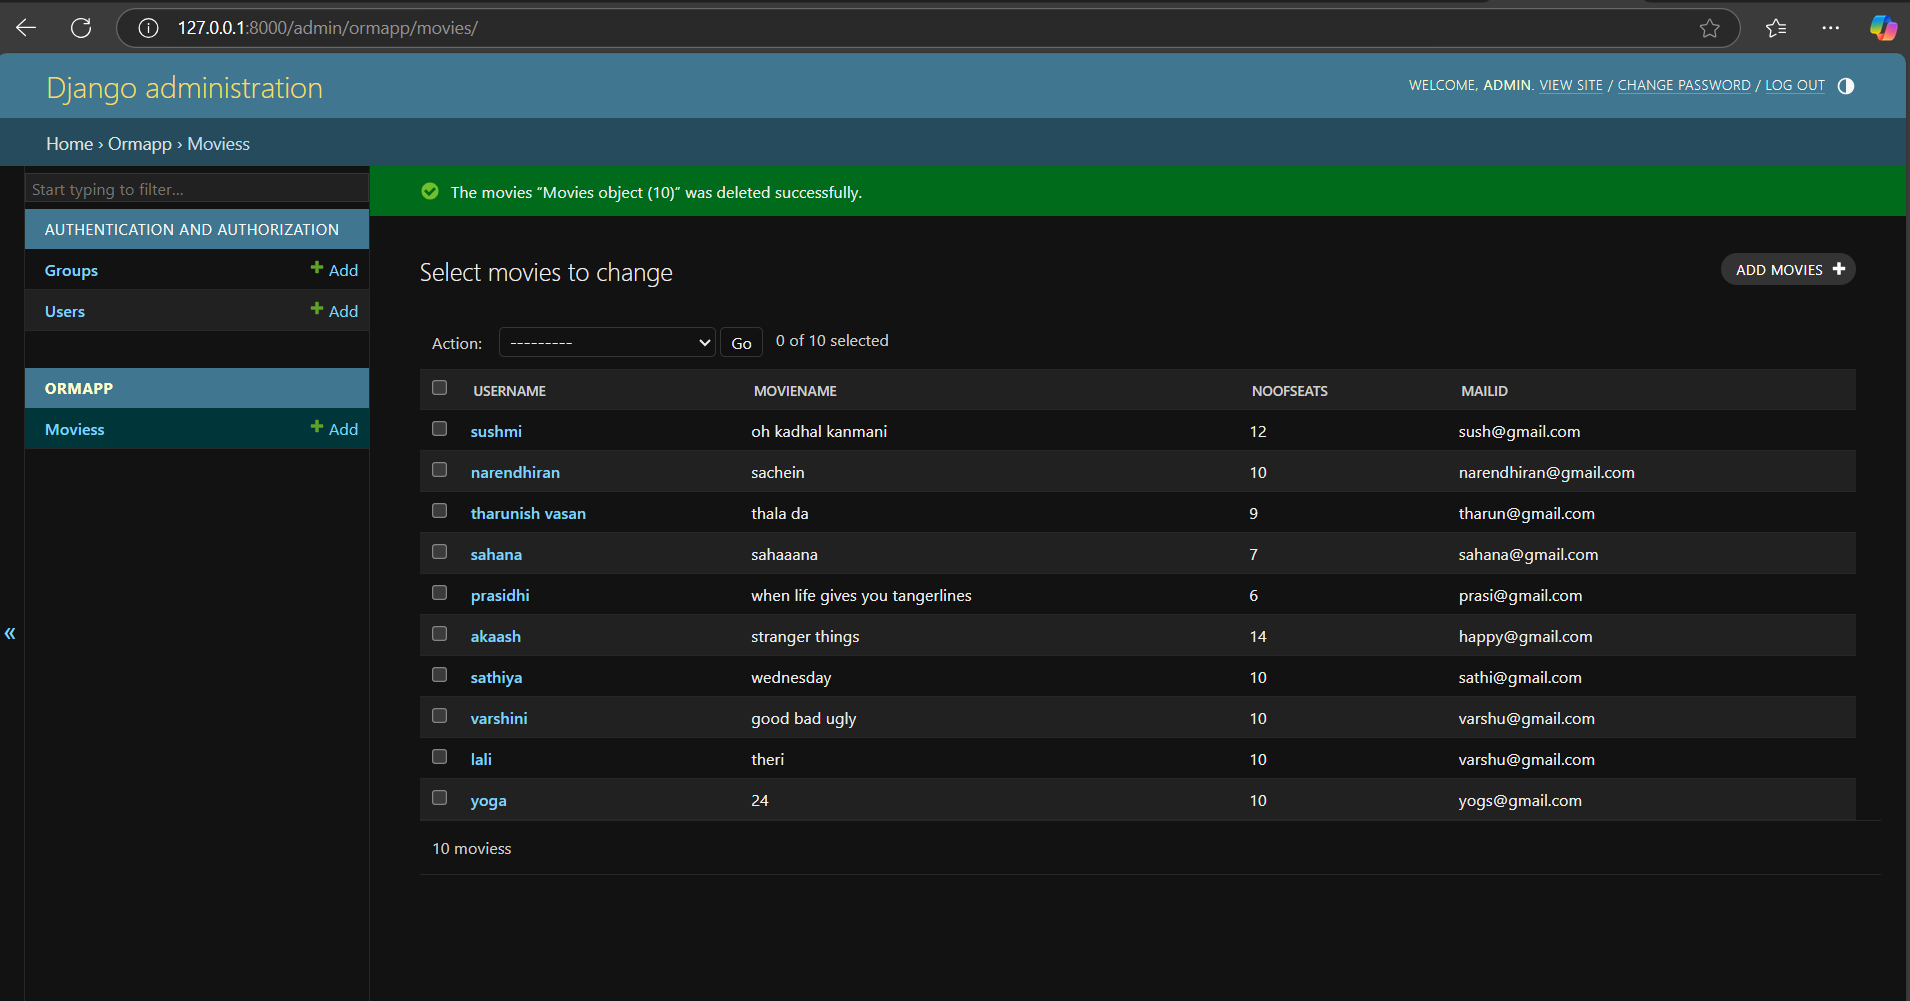 127.0.0.1:8000/admin/ormapp/movies/
Django administration
WELCOME, ADMIN. VIEW SITE / CHANGE PASSWORD / LOG OUT
Home › Ormapp › Moviess
Start typing to filter...
AUTHENTICATION AND AUTHORIZATION
Groups + Add
Users + Add
ORMAPP
Moviess + Add
«
The movies “Movies object (10)” was deleted successfully.
Select movies to change
ADD MOVIES +
Action: --------- Go 0 of 10 selected
USERNAME MOVIENAME NOOFSEATS MAILID
sushmi oh kadhal kanmani 12 sush@gmail.com
narendhiran sachein 10 narendhiran@gmail.com
tharunish vasan thala da 9 tharun@gmail.com
sahana sahaaana 7 sahana@gmail.com
prasidhi when life gives you tangerlines 6 prasi@gmail.com
akaash stranger things 14 happy@gmail.com
sathiya wednesday 10 sathi@gmail.com
varshini good bad ugly 10 varshu@gmail.com
lali theri 10 varshu@gmail.com
yoga 24 10 yogs@gmail.com
10 moviess